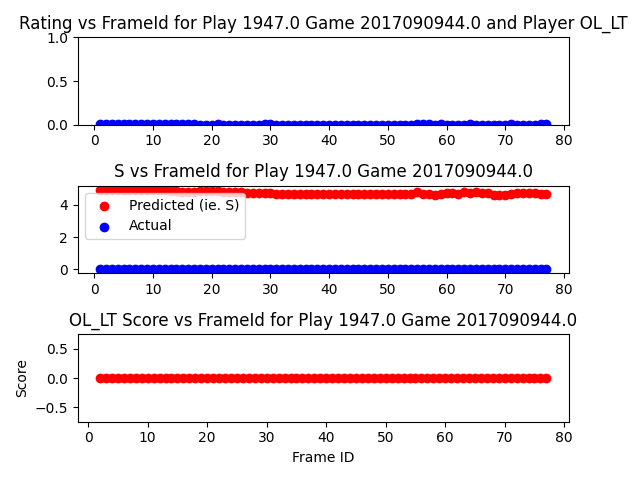 Rating vs FrameId for Play 1947.0 Game 2017090944.0 and Player OL_LT
1.0
0.5
0.0
0 10 20 30 40 50 60 70 80
S vs FrameId for Play 1947.0 Game 2017090944.0
4
2
0
Predicted (ie. S)
Actual
0 10 20 30 40 50 60 70 80
OL_LT Score vs FrameId for Play 1947.0 Game 2017090944.0
Score
0.5
0.0
−0.5
0 10 20 30 40 50 60 70 80
Frame ID